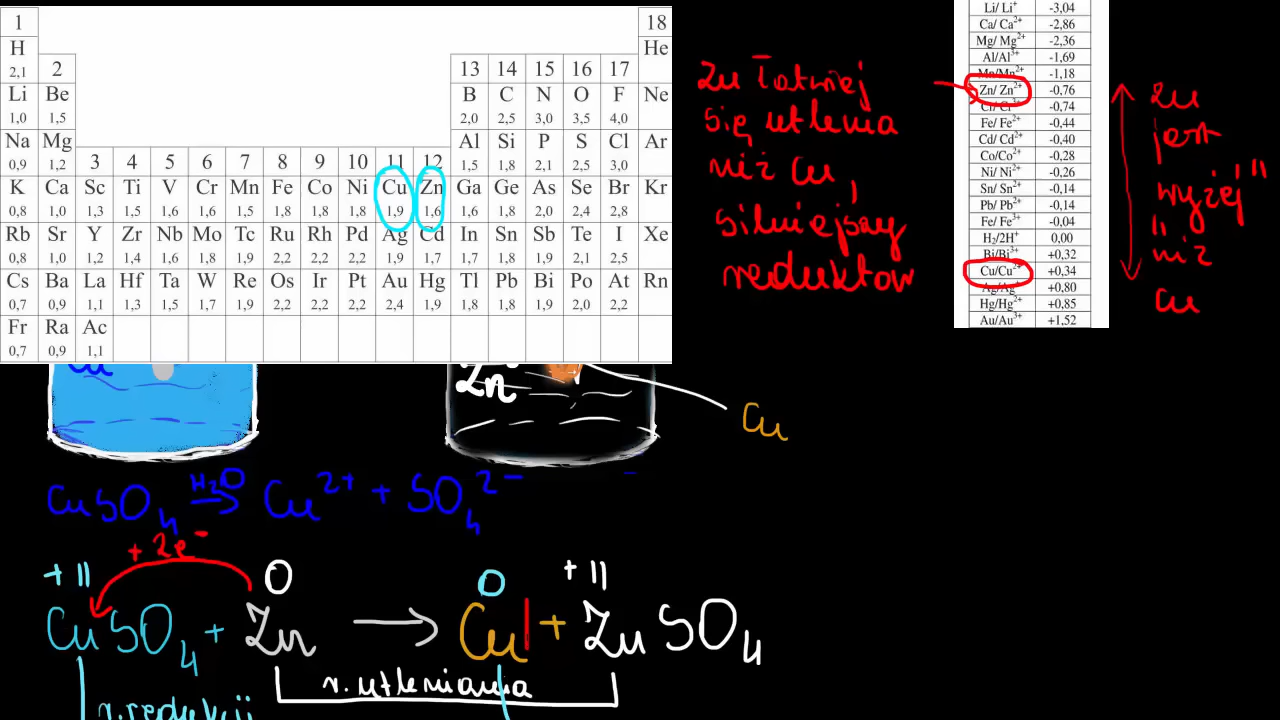 1 18
H He
2,1 2 13 14 15 16 17
Li Be B C N O F Ne
1,0 1,5 2,0 2,5 3,0 3,5 4,0
Na Mg Al Si P S Cl Ar
0,9 1,2 3 4 5 6 7 8 9 10 11 12 1,5 1,8 2,1 2,5 3,0
K Ca Sc Ti V Cr Mn Fe Co Ni Cu Zn Ga Ge As Se Br Kr
0,8 1,0 1,3 1,5 1,6 1,6 1,5 1,8 1,8 1,8 1,9 1,6 1,6 1,8 2,0 2,4 2,8
Rb Sr Y Zr Nb Mo Tc Ru Rh Pd Ag Cd In Sn Sb Te I Xe
0,8 1,0 1,2 1,4 1,6 1,8 1,9 2,2 2,2 2,2 1,9 1,7 1,7 1,8 1,9 2,1 2,5
Cs Ba La Hf Ta W Re Os Ir Pt Au Hg Tl Pb Bi Po At Rn
0,7 0,9 1,1 1,3 1,5 1,7 1,9 2,2 2,2 2,2 2,4 1,9 1,8 1,8 1,9 2,0 2,2
Fr Ra Ac
0,7 0,9 1,1
Zn łatwiej
się utlenia
niż Cu,
silniejszy
reduktor
Li/ Li⁺ -3,04
Ca/ Ca²⁺ -2,86
Mg/ Mg²⁺ -2,36
Al/Al³⁺ -1,69
Mn/Mn²⁺ -1,18
Zn/ Zn²⁺ -0,76
Cr/ Cr³⁺ -0,74
Fe/ Fe²⁺ -0,44
Cd/ Cd²⁺ -0,40
Co/Co²⁺ -0,28
Ni/ Ni²⁺ -0,26
Sn/ Sn²⁺ -0,14
Pb/ Pb²⁺ -0,14
Fe/ Fe³⁺ -0,04
H₂/2H⁺ 0,00
Bi/Bi³⁺ +0,32
Cu/Cu²⁺ +0,34
Ag/Ag⁺ +0,80
Hg/Hg²⁺ +0,85
Au/Au³⁺ +1,52
Zn
jest
"wyżej"
niż
Cu
Zn
Cu
CuSO₄ H₂O ⇒ Cu²⁺ + SO₄²⁻
+ 2e⁻
+II 0 0 +II
CuSO₄ + Zn → Cu| + ZnSO₄
r. utleniania
r. redukcji